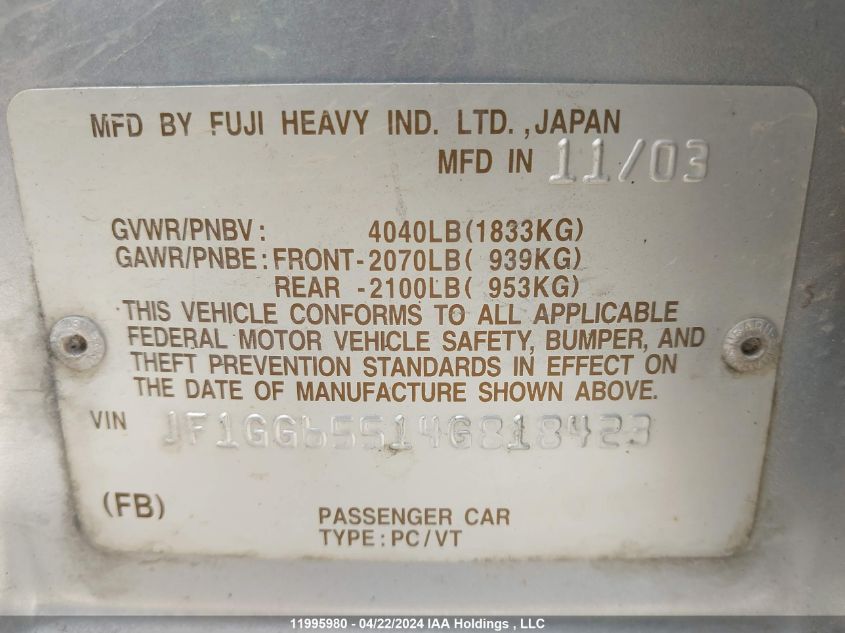 MFD BY FUJI HEAVY IND. LTD., JAPAN
MFD IN 11/03
GVWR/PNBV: 4040LB(1833KG)
GAWR/PNBE: FRONT-2070LB( 939KG)
REAR -2100LB( 953KG)
THIS VEHICLE CONFORMS TO ALL APPLICABLE
FEDERAL MOTOR VEHICLE SAFETY, BUMPER, AND
THEFT PREVENTION STANDARDS IN EFFECT ON
THE DATE OF MANUFACTURE SHOWN ABOVE.
VIN JF1GG65514G818423
(FB)
PASSENGER CAR
TYPE:PC/VT
11995980 - 04/22/2024 IAA Holdings , LLC